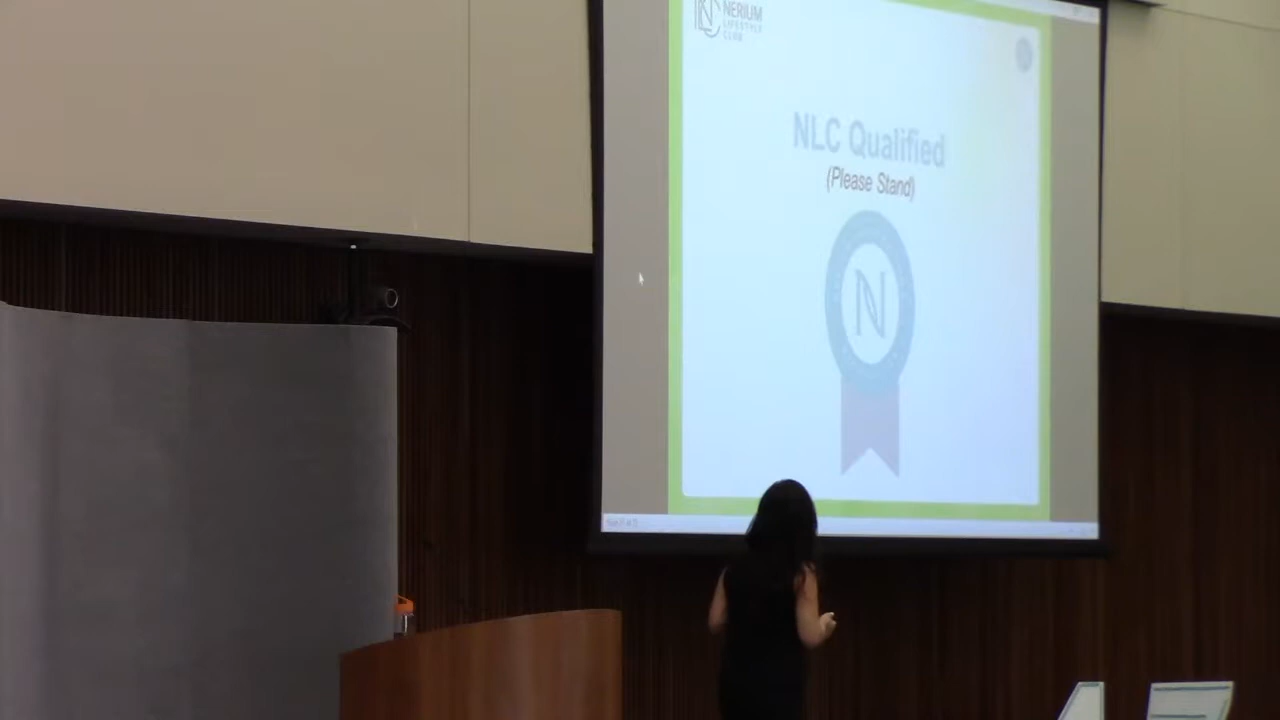 NERIUM
LIFESTYLE
CLUB
NLC Qualified
(Please Stand)
N